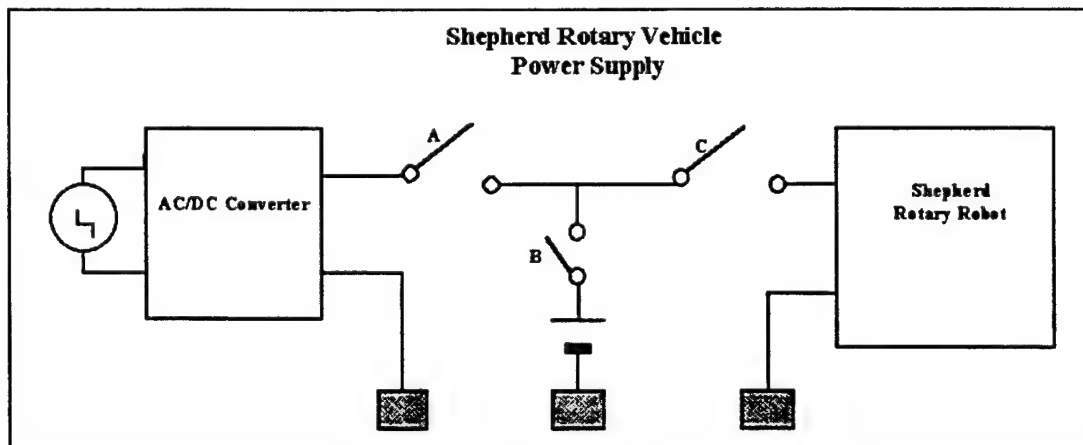 Shepherd Rotary Vehicle
Power Supply
A
C
AC/DC Converter
Shepherd
Rotary Robot
B